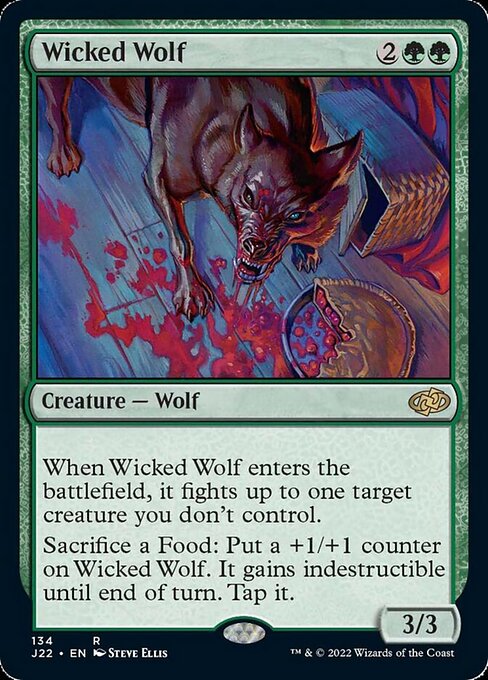 Wicked Wolf 2
Creature — Wolf
When Wicked Wolf enters the
battlefield, it fights up to one target
creature you don't control.
Sacrifice a Food: Put a +1/+1 counter
on Wicked Wolf. It gains indestructible
until end of turn. Tap it.
3/3
134 R
J22 • EN Steve Ellis
™ & © 2022 Wizards of the Coast